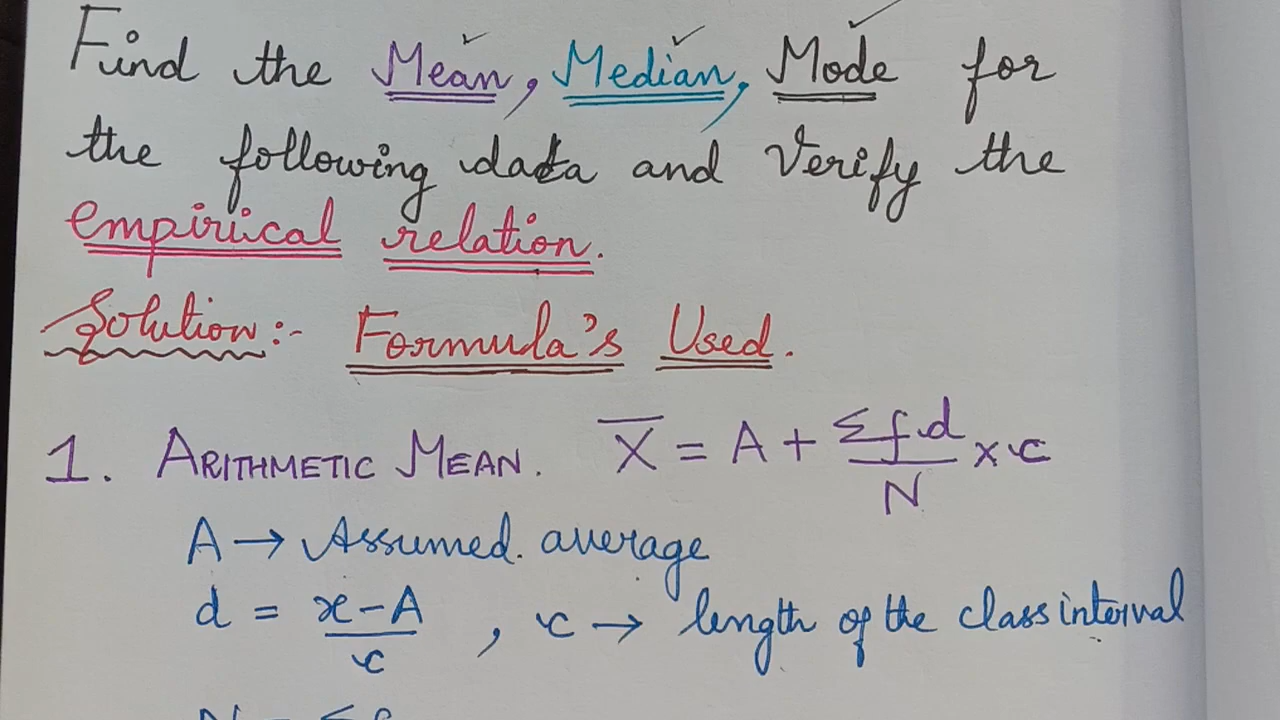 Find the Mean, Median, Mode for
the following data and Verify the
empirical relation.
Solution:- Formula's Used.
1. ARITHMETIC MEAN. X̅ = A + Σfd/N × c
A → Assumed. average
d = x-A/c , c → length of the class interval
N = Σf